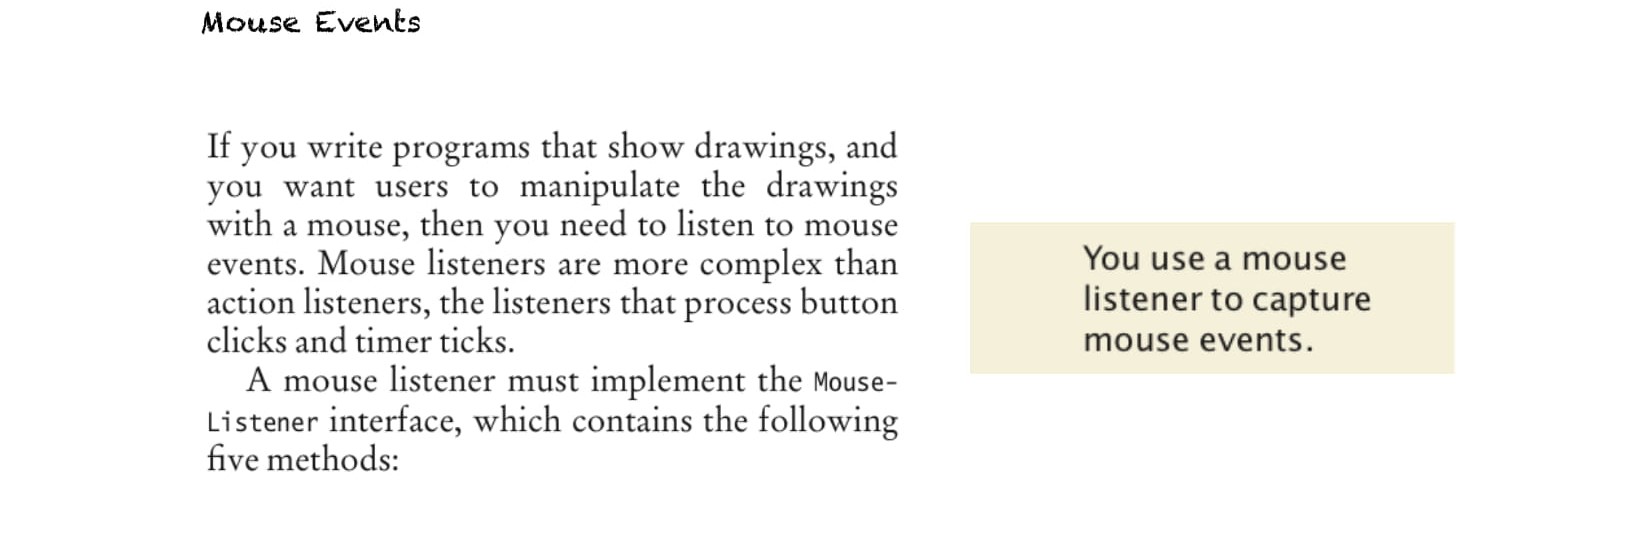 Mouse Events
If you write programs that show drawings, and
you want users to manipulate the drawings
with a mouse, then you need to listen to mouse
events. Mouse listeners are more complex than
action listeners, the listeners that process button
clicks and timer ticks.
A mouse listener must implement the Mouse-
Listener interface, which contains the following
five methods:
You use a mouse
listener to capture
mouse events.